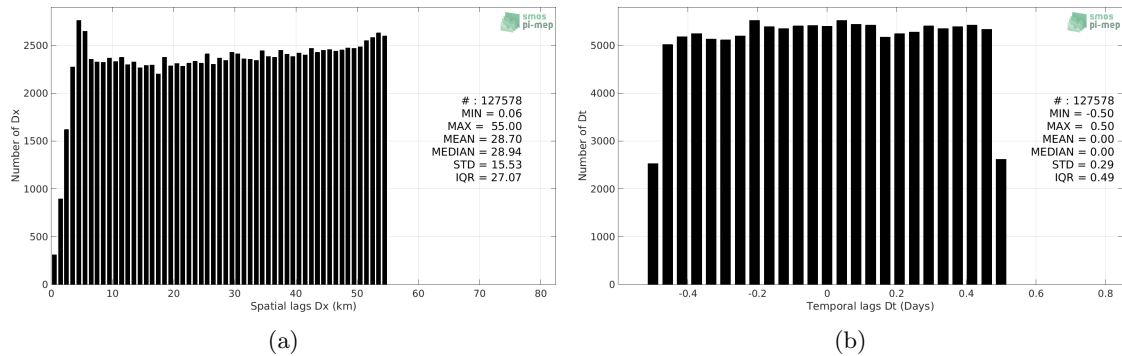 smos
pi-mep
2500
2000
1500
1000
500
0
Number of Dx
# : 127578
MIN = 0.06
MAX = 55.00
MEAN = 28.70
MEDIAN = 28.94
STD = 15.53
IQR = 27.07
0 10 20 30 40 50 60 70 80
Spatial lags Dx (km)
(a)
smos
pi-mep
5000
4000
3000
2000
1000
0
Number of Dt
# : 127578
MIN = -0.50
MAX = 0.50
MEAN = 0.00
MEDIAN = 0.00
STD = 0.29
IQR = 0.49
-0.4 -0.2 0 0.2 0.4 0.6 0.8
Temporal lags Dt (Days)
(b)